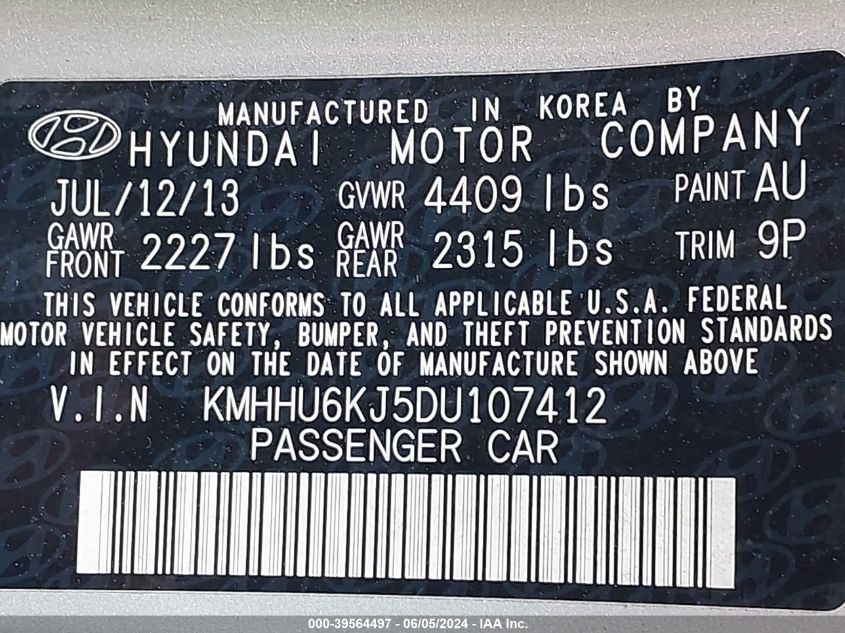 MANUFACTURED IN KOREA BY
HYUNDAI MOTOR COMPANY
JUL/12/13 GVWR 4409 lbs PAINT AU
GAWR FRONT 2227 lbs GAWR REAR 2315 lbs TRIM 9P
THIS VEHICLE CONFORMS TO ALL APPLICABLE U.S.A. FEDERAL
MOTOR VEHICLE SAFETY, BUMPER, AND THEFT PREVENTION STANDARDS
IN EFFECT ON THE DATE OF MANUFACTURE SHOWN ABOVE
V.I.N KMHHU6KJ5DU107412
PASSENGER CAR
000-39564497 - 06/05/2024 - IAA Inc.